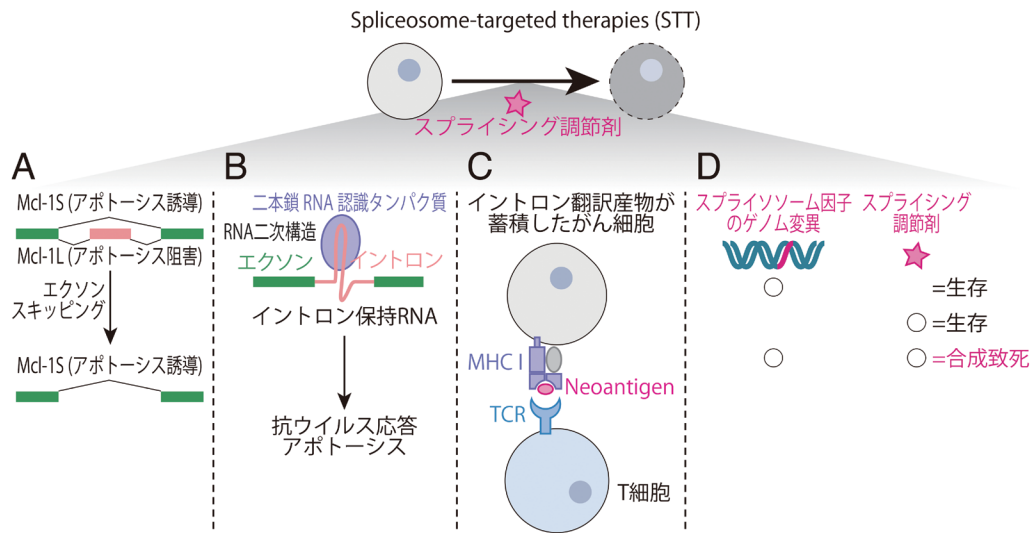 Spliceosome-targeted therapies (STT)
スプライシング調節剤
A
Mcl-1S (アポトーシス誘導)
Mcl-1L (アポトーシス阻害)
エクソン
スキッピング
Mcl-1S (アポトーシス誘導)
B
二本鎖 RNA 認識タンパク質
RNA二次構造
エクソン
イントロン
イントロン保持RNA
抗ウイルス応答
アポトーシス
C
イントロン翻訳産物が
蓄積したがん細胞
MHC I
Neoantigen
TCR
T細胞
D
スプライソソーム因子
のゲノム変異
スプライシング
調節剤
○ =生存
○=生存
○ ○=合成致死